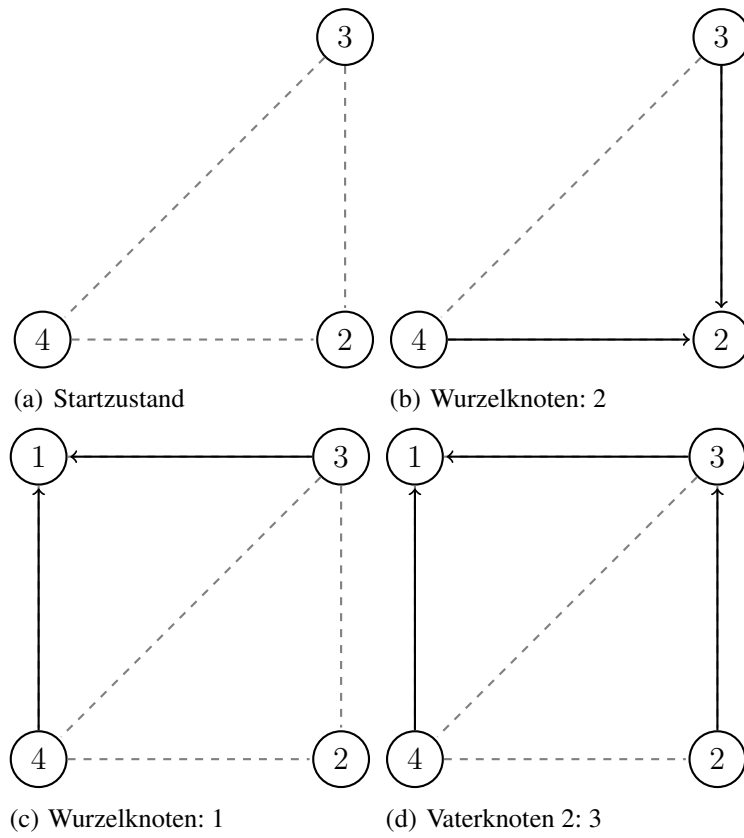 3 3
4 2 4 2
(a) Startzustand (b) Wurzelknoten: 2
1 3 1 3
4 2 4 2
(c) Wurzelknoten: 1 (d) Vaterknoten 2: 3